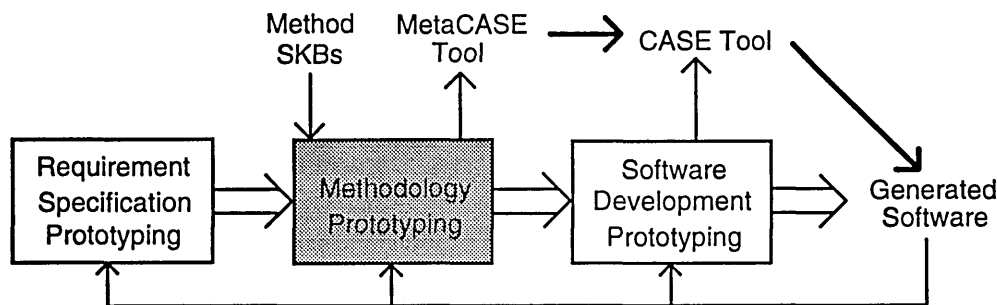 Method
SKBs
MetaCASE
Tool
CASE Tool
Requirement
Specification
Prototyping
Methodology
Prototyping
Software
Development
Prototyping
Generated
Software